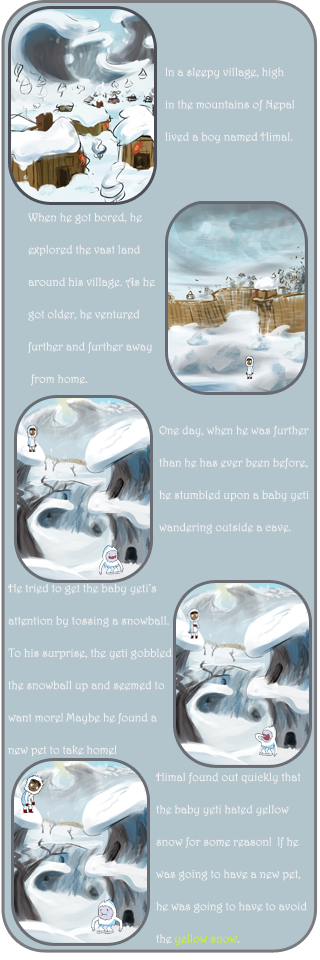 In a sleepy village, high
in the mountains of Nepal
lived a boy named Himal.
When he got bored, he
explored the vast land
around his village. As he
got older, he ventured
further and further away
from home.
One day, when he was further
than he has ever been before,
he stumbled upon a baby yeti
wandering outside a cave.
He tried to get the baby yeti's
attention by tossing a snowball.
To his surprise, the yeti gobbled
the snowball up and seemed to
want more! Maybe he found a
new pet to take home!
Himal found out quickly that
the baby yeti hated yellow
snow for some reason! If he
was going to have a new pet,
he was going to have to avoid
the yellow snow.